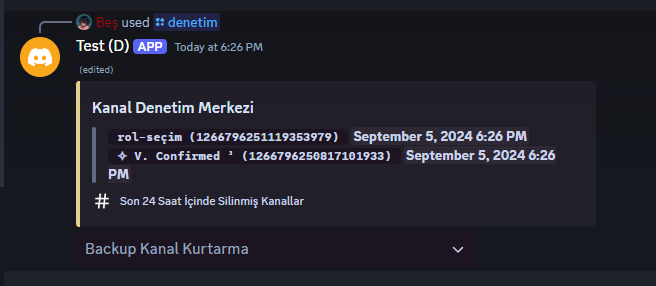 Beş used denetim
Test (D) APP Today at 6:26 PM
(edited)
Kanal Denetim Merkezi
rol-seçim (1266796251119353979) September 5, 2024 6:26 PM
✧ V. Confirmed ³ (1266796250817101933) September 5, 2024 6:26
PM
# Son 24 Saat İçinde Silinmiş Kanallar
Backup Kanal Kurtarma